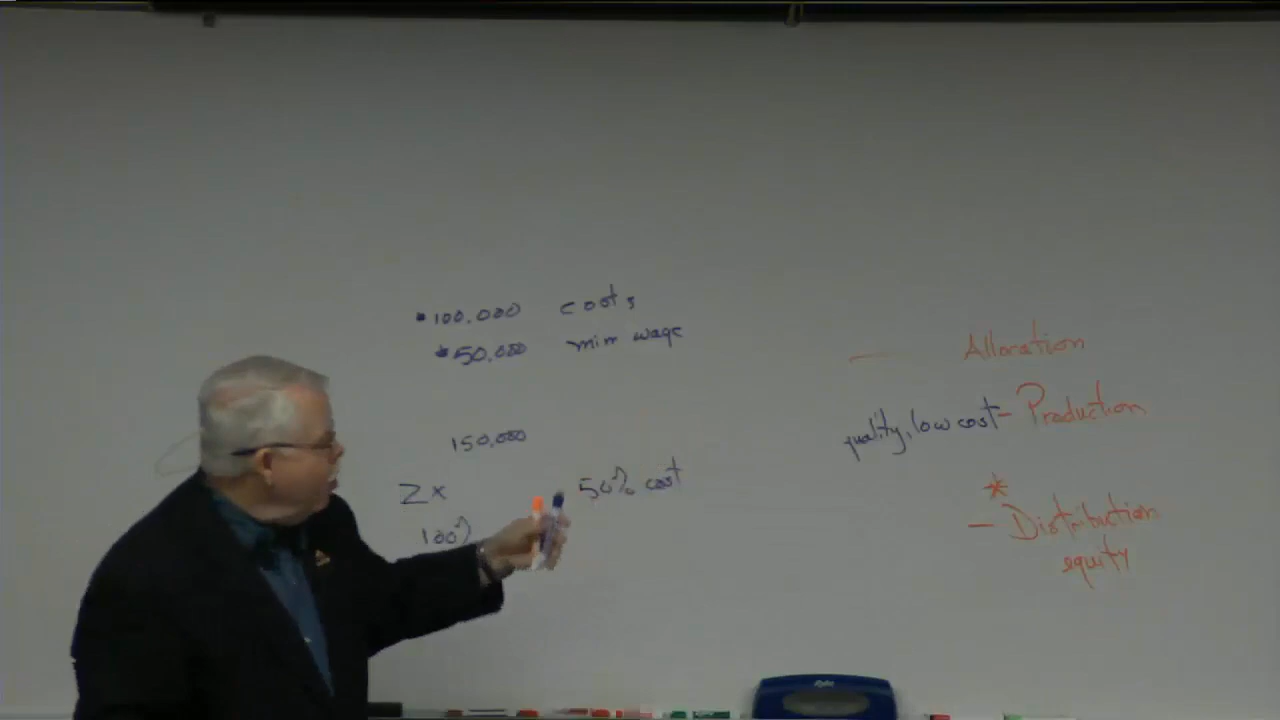 $100,000 costs
$50,000 min wage
150,000
2x 50% cost
100%
— Allocation
quality, low cost - Production
*
- Distribution
equity
Expo